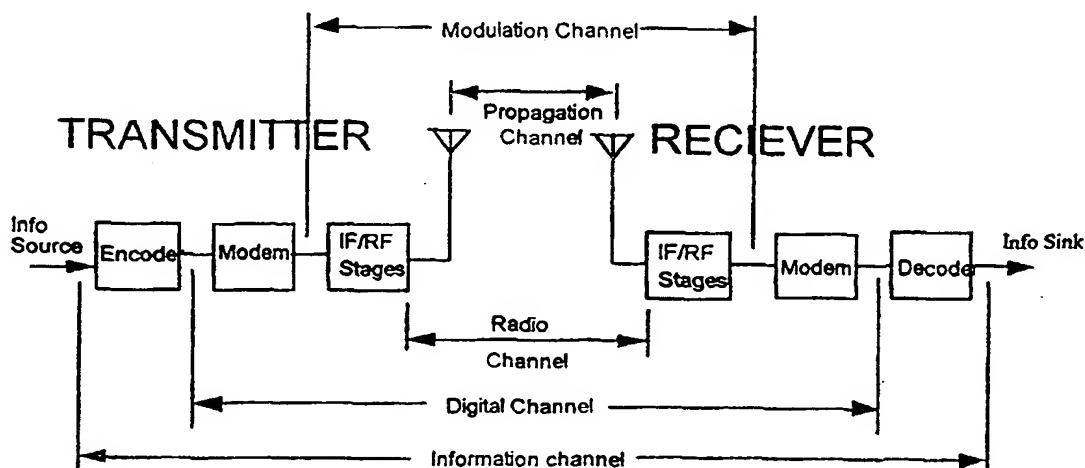 Modulation Channel
Propagation
Channel
TRANSMITTER
RECIEVER
Info
Source
Encode
Modem
IF/RF
Stages
IF/RF
Stages
Modem
Decode
Info Sink
Radio
Channel
Digital Channel
Information channel